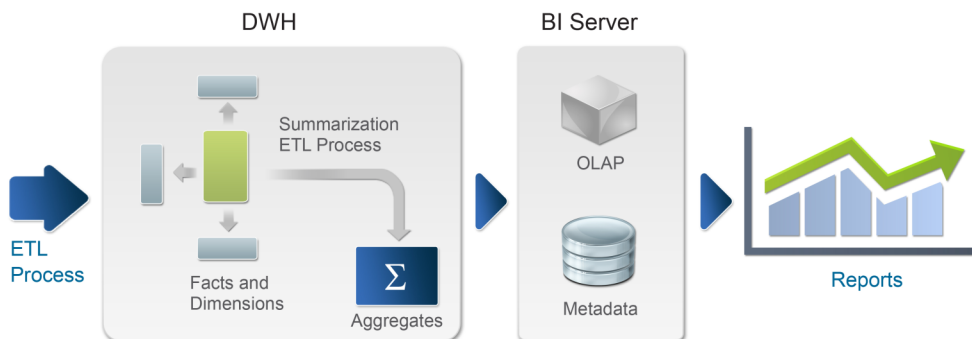 DWH
BI Server
Summarization
ETL Process
OLAP
ETL
Process
Facts and
Dimensions
Σ
Aggregates
Metadata
Reports